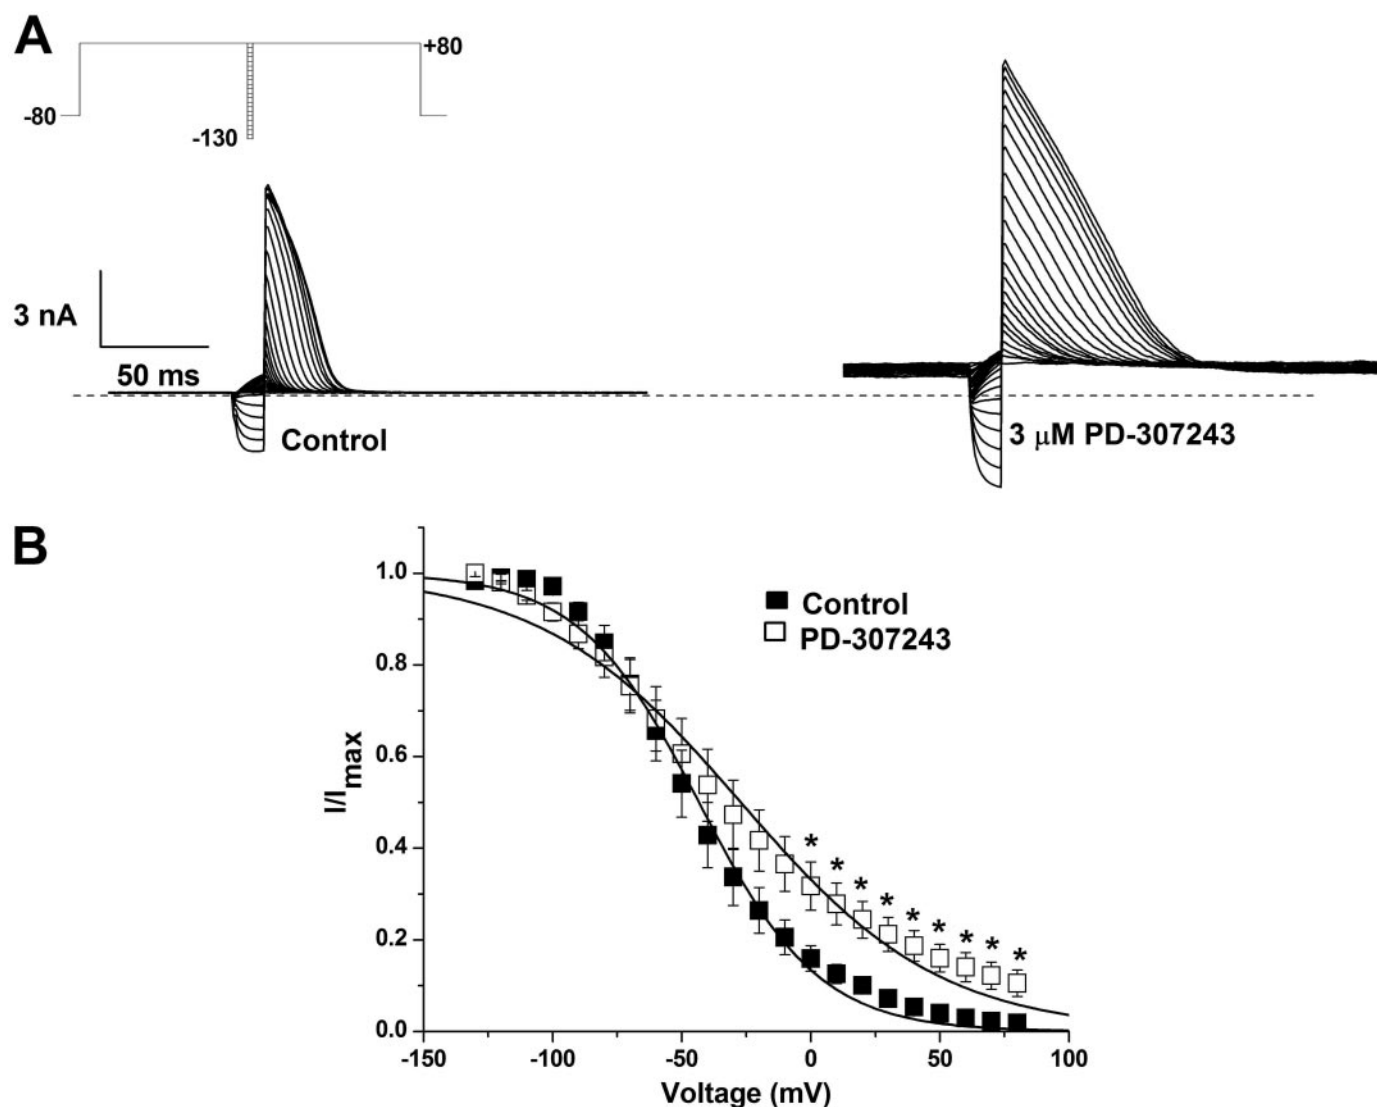 A
+80
-80
-130
3 nA
50 ms
Control
3 μM PD-307243
B
1.0
0.8
0.6
0.4
0.2
0.0
I/Imax
Control
PD-307243
* * * * * * * * *
-150 -100 -50 0 50 100
Voltage (mV)